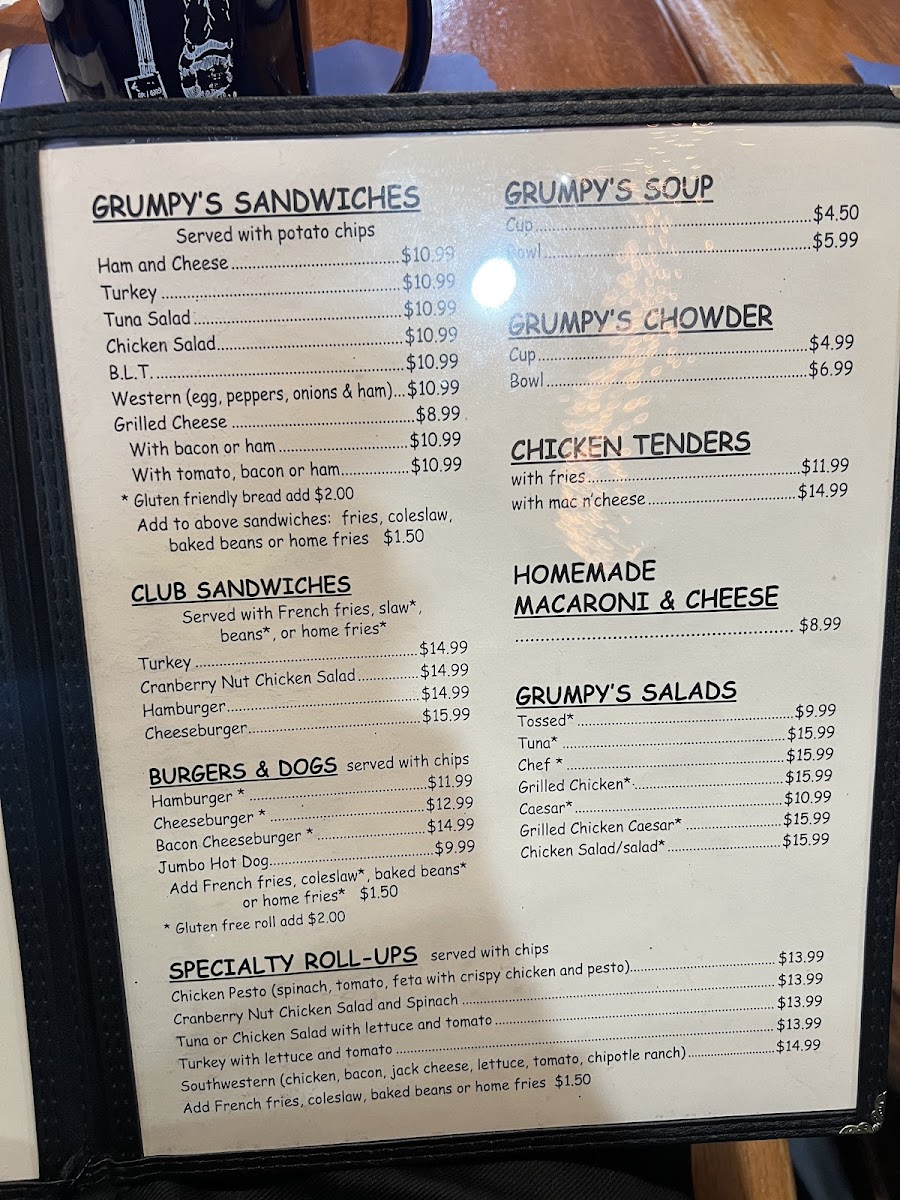 GRUMPY'S SANDWICHES
Served with potato chips
Ham and Cheese.....$10.99
Turkey.....$10.99
Tuna Salad.....$10.99
Chicken Salad.....$10.99
B.L.T......$10.99
Western (egg, peppers, onions & ham)...$10.99
Grilled Cheese.....$8.99
With bacon or ham.....$10.99
With tomato, bacon or ham.....$10.99
* Gluten friendly bread add $2.00
Add to above sandwiches: fries, coleslaw,
baked beans or home fries $1.50
CLUB SANDWICHES
Served with French fries, slaw*,
beans*, or home fries*
Turkey.....$14.99
Cranberry Nut Chicken Salad.....$14.99
Hamburger.....$14.99
Cheeseburger.....$15.99
BURGERS & DOGS served with chips
Hamburger *.....$11.99
Cheeseburger *.....$12.99
Bacon Cheeseburger *.....$14.99
Jumbo Hot Dog.....$9.99
Add French fries, coleslaw*, baked beans*
or home fries* $1.50
* Gluten free roll add $2.00
GRUMPY'S SOUP
Cup.....$4.50
Bowl.....$5.99
GRUMPY'S CHOWDER
Cup.....$4.99
Bowl.....$6.99
CHICKEN TENDERS
with fries.....$11.99
with mac n'cheese.....$14.99
HOMEMADE
MACARONI & CHEESE
.....$8.99
GRUMPY'S SALADS
Tossed*.....$9.99
Tuna*.....$15.99
Chef *.....$15.99
Grilled Chicken*.....$15.99
Caesar*.....$10.99
Grilled Chicken Caesar*.....$15.99
Chicken Salad/salad*.....$15.99
SPECIALTY ROLL-UPS served with chips
Chicken Pesto (spinach, tomato, feta with crispy chicken and pesto).....$13.99
Cranberry Nut Chicken Salad and Spinach.....$13.99
Tuna or Chicken Salad with lettuce and tomato.....$13.99
Turkey with lettuce and tomato.....$13.99
Southwestern (chicken, bacon, jack cheese, lettuce, tomato, chipotle ranch).....$14.99
Add French fries, coleslaw, baked beans or home fries $1.50